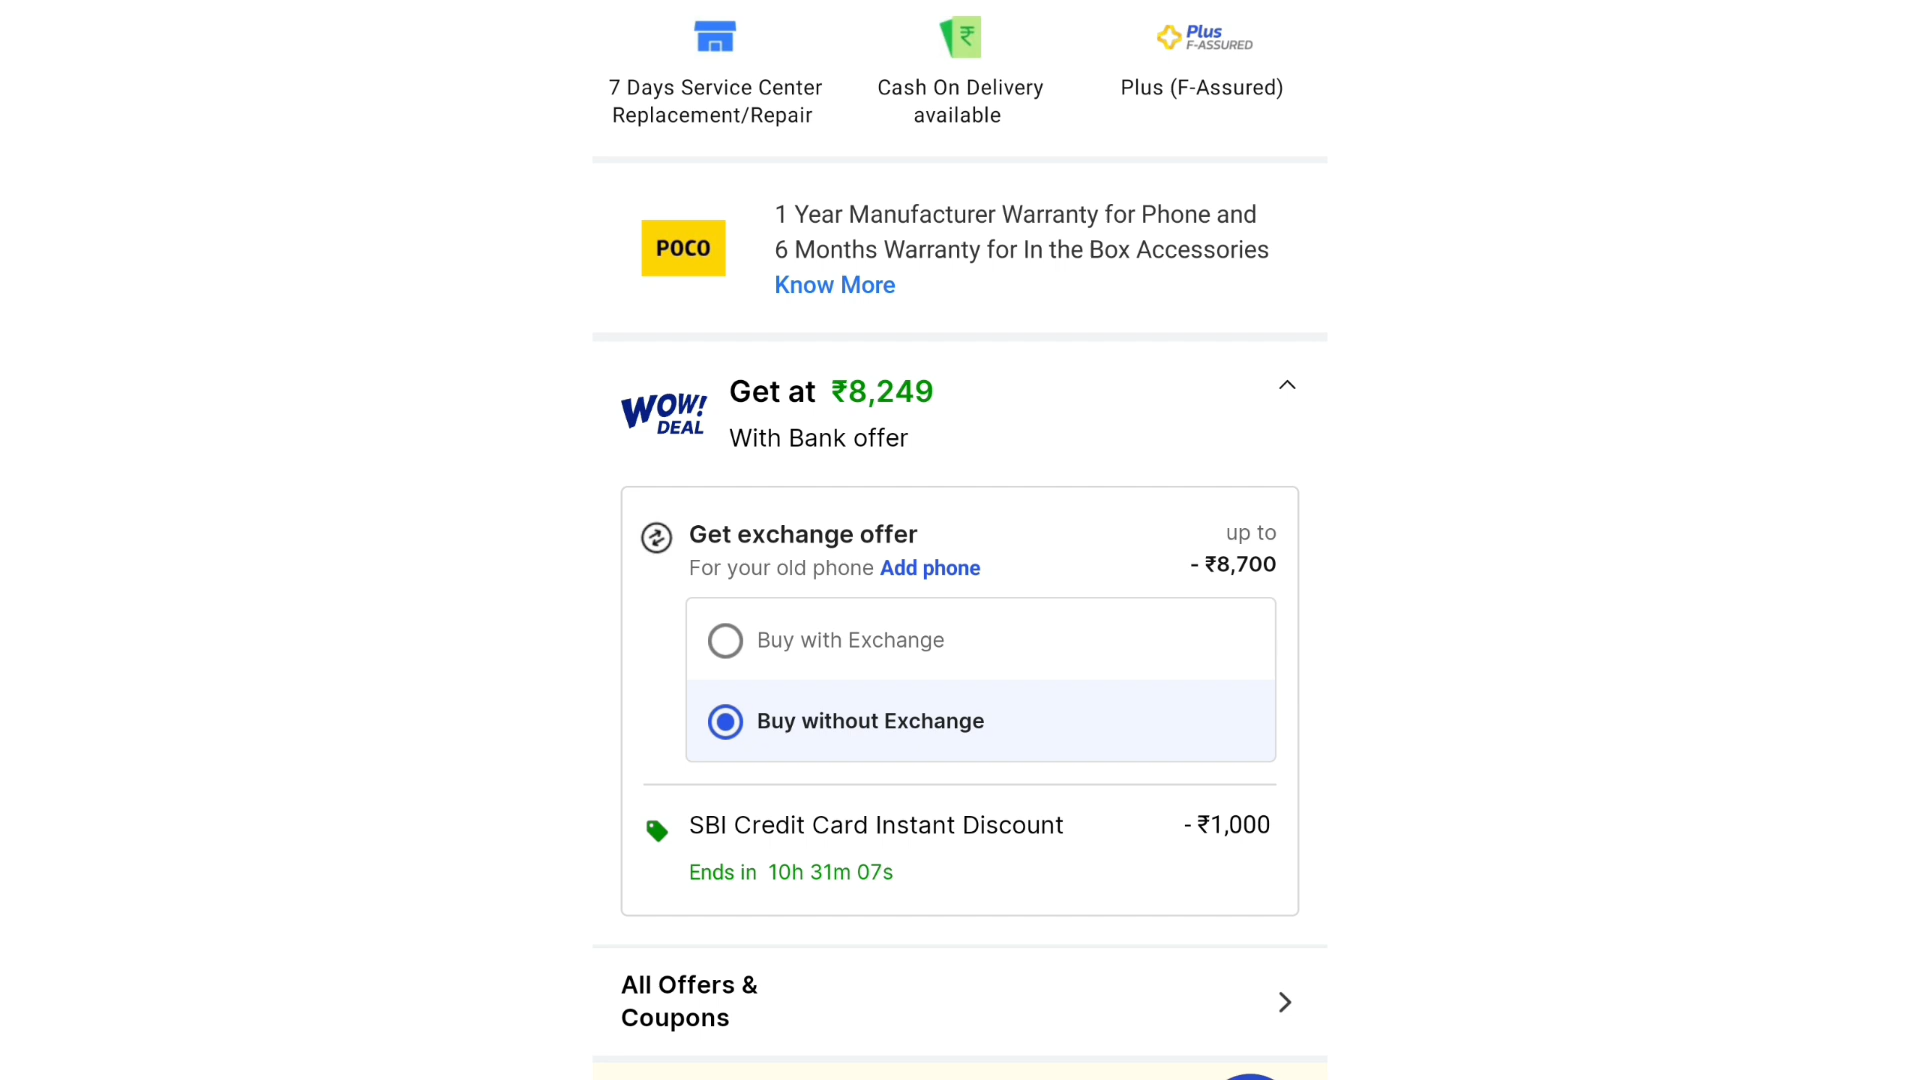 Plus
F-ASSURED
7 Days Service Center
Replacement/Repair
Cash On Delivery
available
Plus (F-Assured)
POCO
1 Year Manufacturer Warranty for Phone and
6 Months Warranty for In the Box Accessories
Know More
WOW!
DEAL
Get at ₹8,249
With Bank offer
Get exchange offer
up to
For your old phone Add phone
- ₹8,700
Buy with Exchange
Buy without Exchange
SBI Credit Card Instant Discount - ₹1,000
Ends in 10h 31m 07s
All Offers &
Coupons